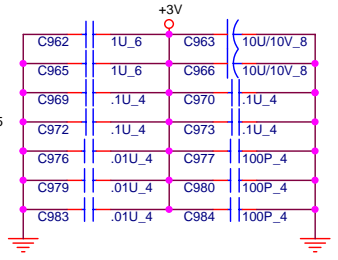 +3V
C962 1U_6 C963 10U/10V_8
C965 1U_6 C966 10U/10V_8
C969 .1U_4 C970 .1U_4
C972 .1U_4 C973 .1U_4
C976 .01U_4 C977 100P_4
C979 .01U_4 C980 100P_4
C983 .01U_4 C984 100P_4